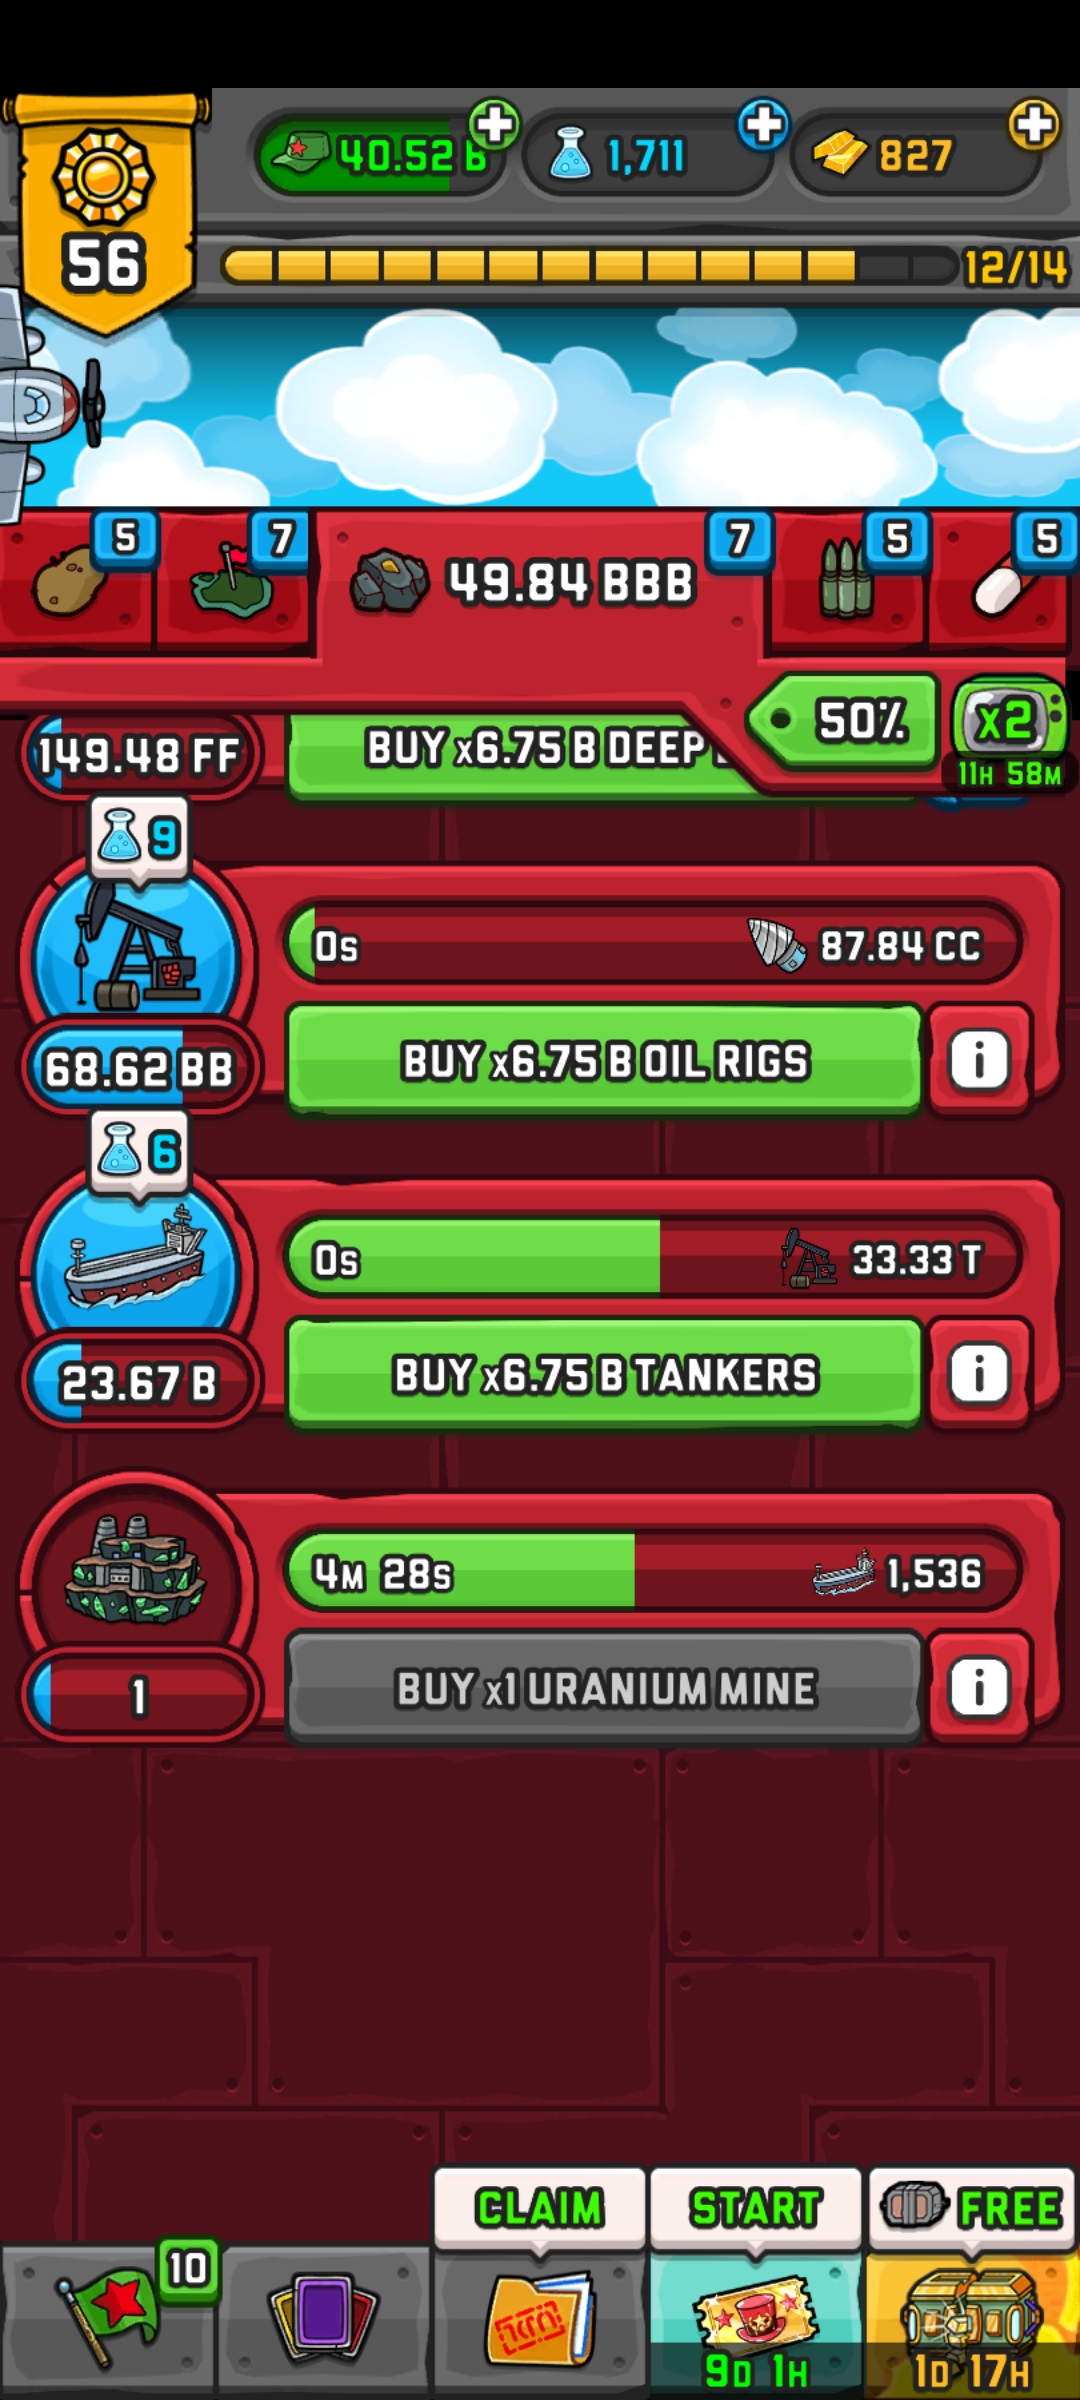 40.52 B
1,711
827
56
12/14
5
7
49.84 BBB
7
5
5
50%
x2
11H 58M
149.48 FF
BUY x6.75 B DEEP
9
0s
87.84 CC
68.62 BB
BUY x6.75 B OIL RIGS
i
6
0s
33.33 T
23.67 B
BUY x6.75 B TANKERS
i
4M 28s
1,536
1
BUY x1 URANIUM MINE
i
CLAIM
START
FREE
10
9D 1H
1D 17H